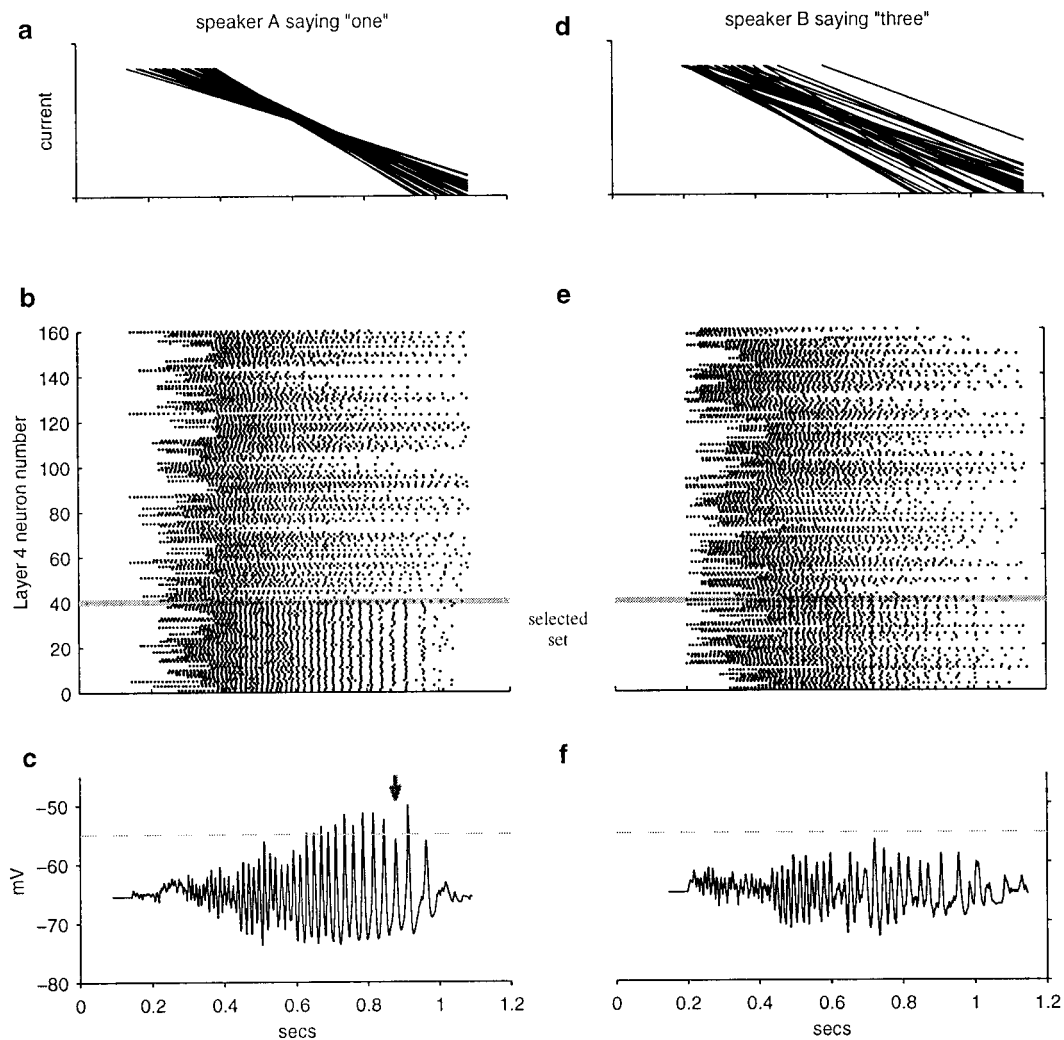 speaker A saying "one"
speaker B saying "three"
a
d
current
b
e
Layer 4 neuron number
160
140
120
100
80
60
40
20
0
selected
set
c
f
mV
−50
−60
−70
−80
0 0.2 0.4 0.6 0.8 1.0 1.2
secs
0 0.2 0.4 0.6 0.8 1.0 1.2
secs